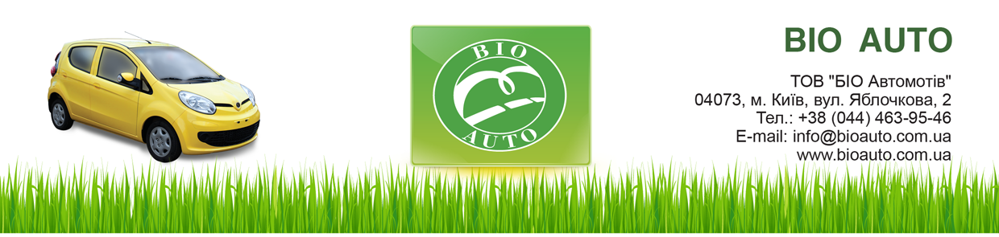 BIO
AUTO
BIO AUTO
ТОВ "БІО Автомотів"
04073, м. Київ, вул. Яблочкова, 2
Тел.: +38 (044) 463-95-46
E-mail: info@bioauto.com.ua
www.bioauto.com.ua